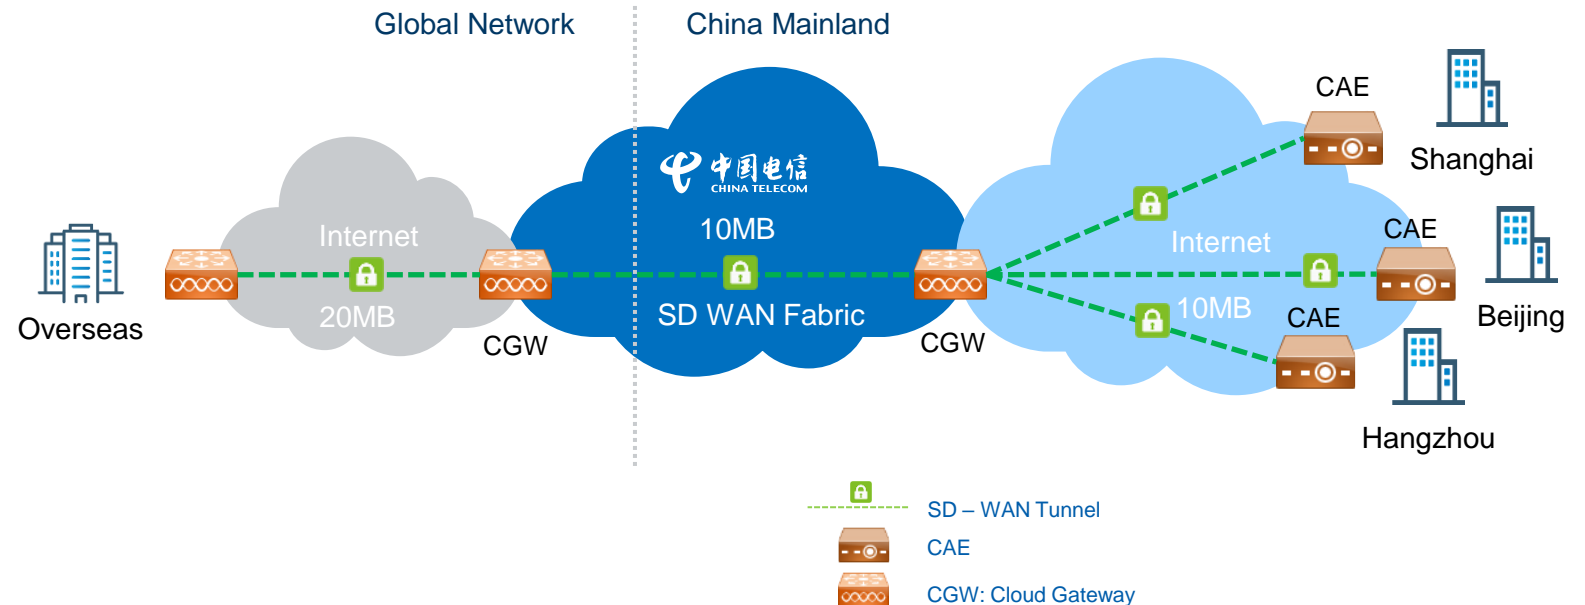 Global Network
China Mainland
CAE
Shanghai
中国电信
CHINA TELECOM
10MB
Internet
Internet
CAE
20MB
SD WAN Fabric
10MB
CAE
Overseas
CGW
CGW
Beijing
Hangzhou
SD – WAN Tunnel
CAE
CGW: Cloud Gateway